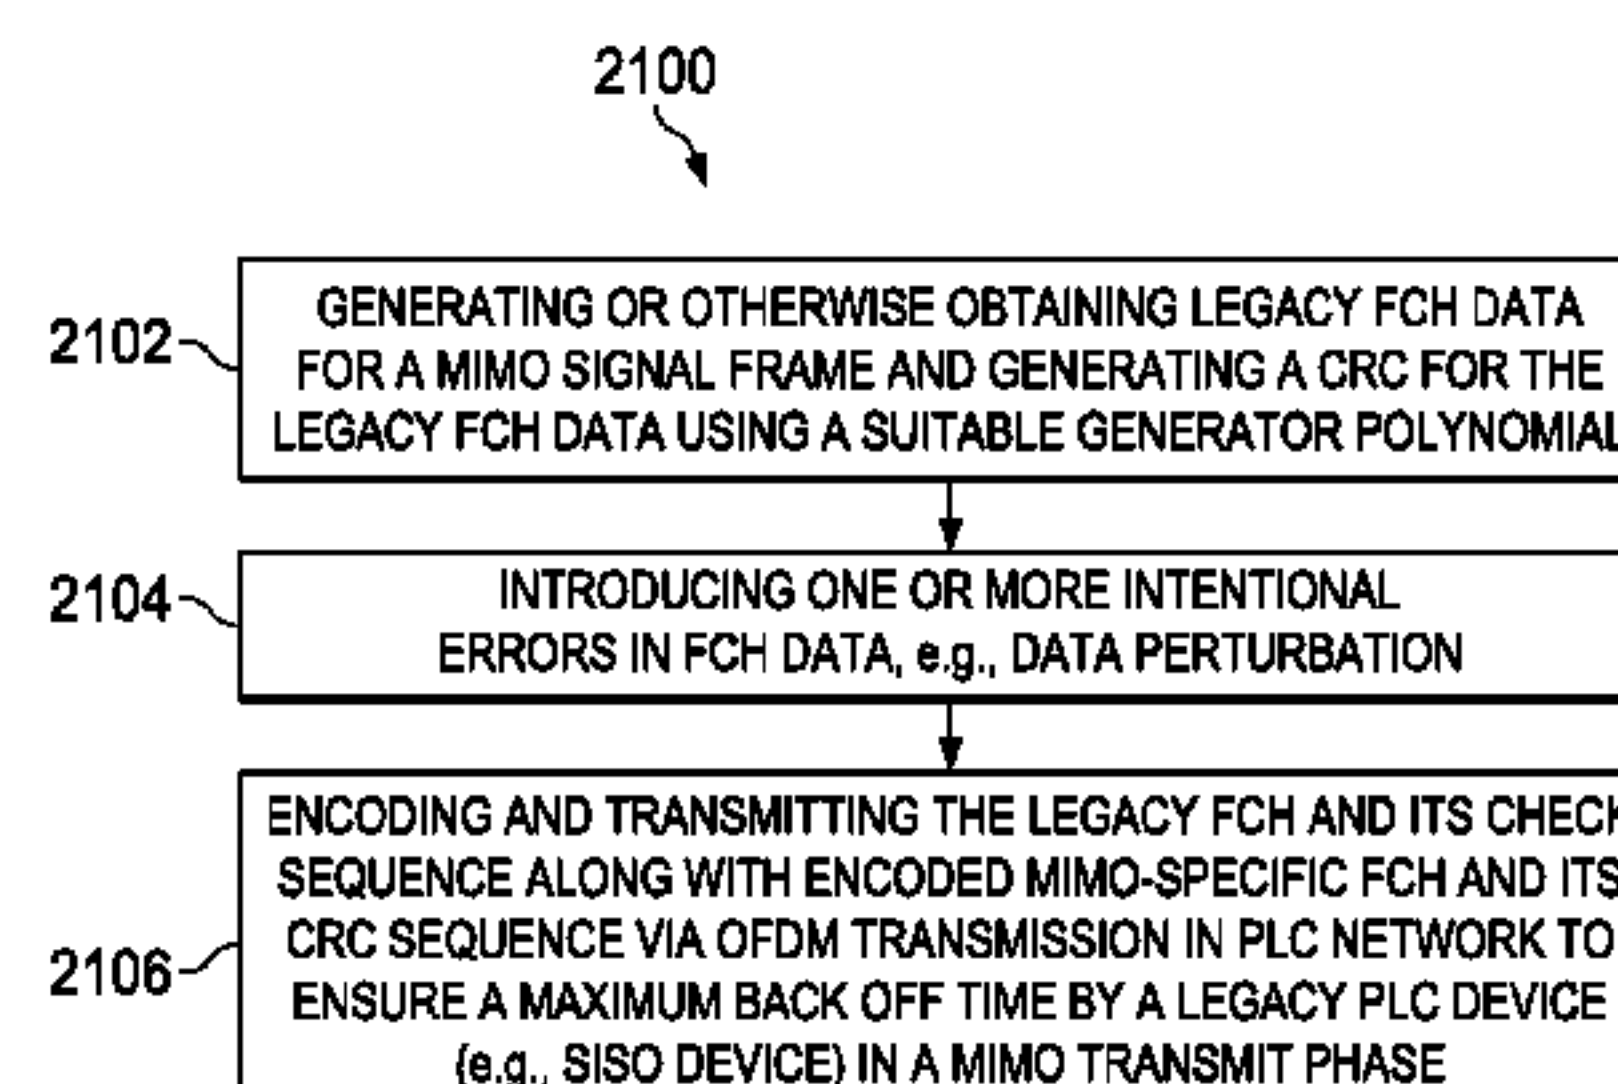 2100
2102
GENERATING OR OTHERWISE OBTAINING LEGACY FCH DATA
FOR A MIMO SIGNAL FRAME AND GENERATING A CRC FOR THE
LEGACY FCH DATA USING A SUITABLE GENERATOR POLYNOMIAL
2104
INTRODUCING ONE OR MORE INTENTIONAL
ERRORS IN FCH DATA, e.g., DATA PERTURBATION
2106
ENCODING AND TRANSMITTING THE LEGACY FCH AND ITS CHECK
SEQUENCE ALONG WITH ENCODED MIMO-SPECIFIC FCH AND ITS
CRC SEQUENCE VIA OFDM TRANSMISSION IN PLC NETWORK TO
ENSURE A MAXIMUM BACK OFF TIME BY A LEGACY PLC DEVICE
(e.g., SISO DEVICE) IN A MIMO TRANSMIT PHASE